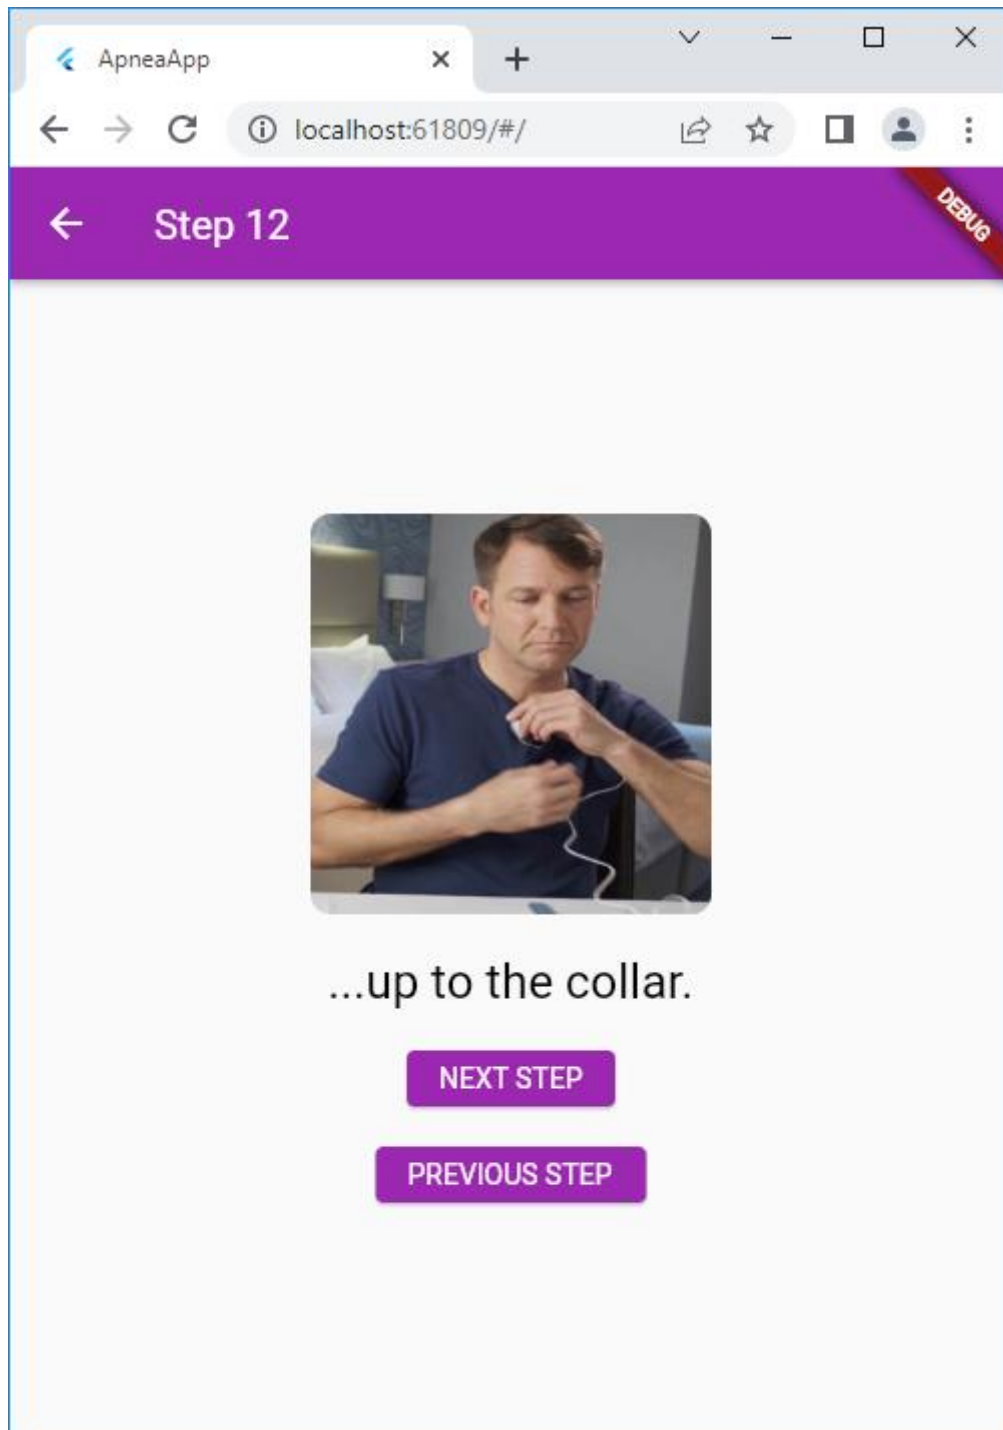 ApneaApp
localhost:61809/#/
Step 12
DEBUG
...up to the collar.
NEXT STEP
PREVIOUS STEP